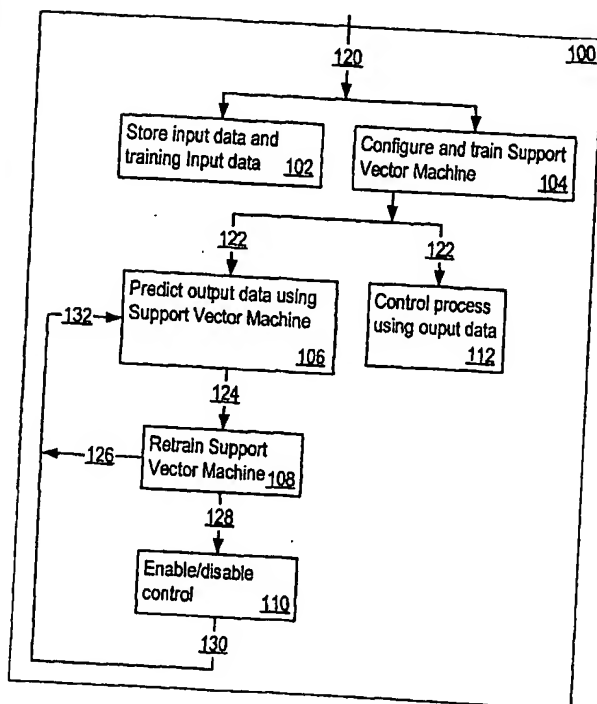 100
120
Store input data and
training Input data 102
Configure and train Support
Vector Machine 104
122
122
132
Predict output data using
Support Vector Machine
106
Control process
using ouput data
112
124
126
Retrain Support
Vector Machine 108
128
Enable/disable
control 110
130